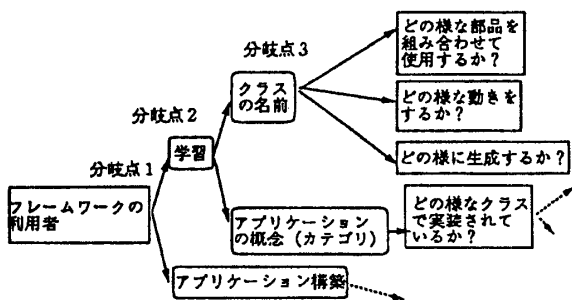 分岐点3
どの様な部品を
組み合わせて
使用するか?
クラス
の名前
どの様な動きを
するか?
分岐点2
学習
どの様に生成するか?
分岐点1
フレームワークの
利用者
アプリケーション
の概念(カテゴリ)
どの様なクラス
で実装されて
いるか?
アプリケーション構築